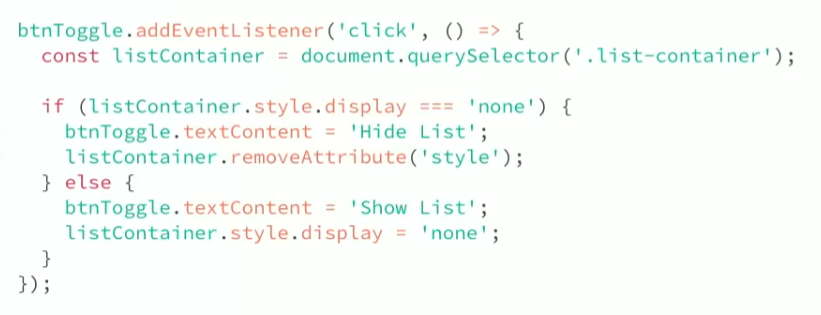 btnToggle.addEventListener('click', () => {
  const listContainer = document.querySelector('.list-container');

  if (listContainer.style.display === 'none') {
    btnToggle.textContent = 'Hide List';
    listContainer.removeAttribute('style');
  } else {
    btnToggle.textContent = 'Show List';
    listContainer.style.display = 'none';
  }
});